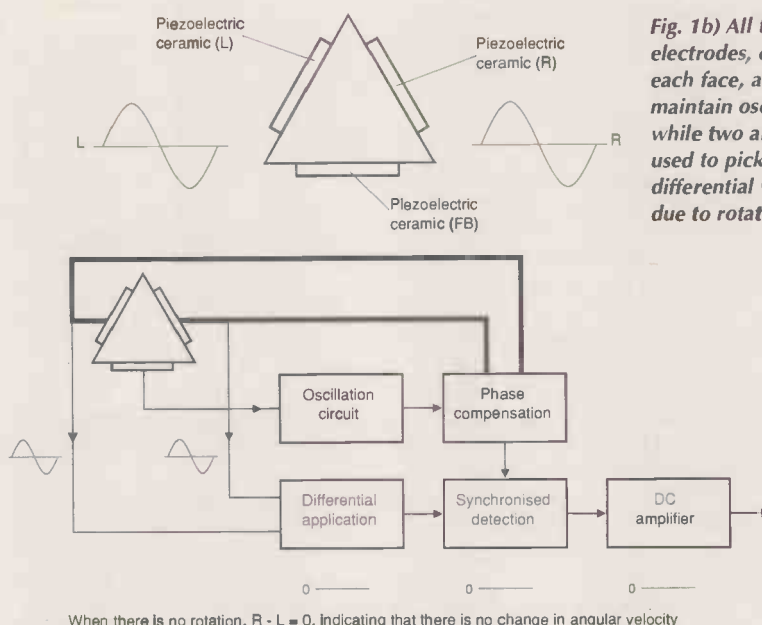 Piezoelectric
ceramic (L)
Piezoelectric
ceramic (R)
L
R
Piezoelectric
ceramic (FB)
Fig. 1b) All
electrodes,
each face,
maintain
while two
used to pick
differential
due to
Oscillation
circuit
Phase
compensation
Differential
application
Synchronised
detection
DC
amplifier
0
0
0
When there is no rotation, R - L = 0, indicating that there is no change in angular velocity